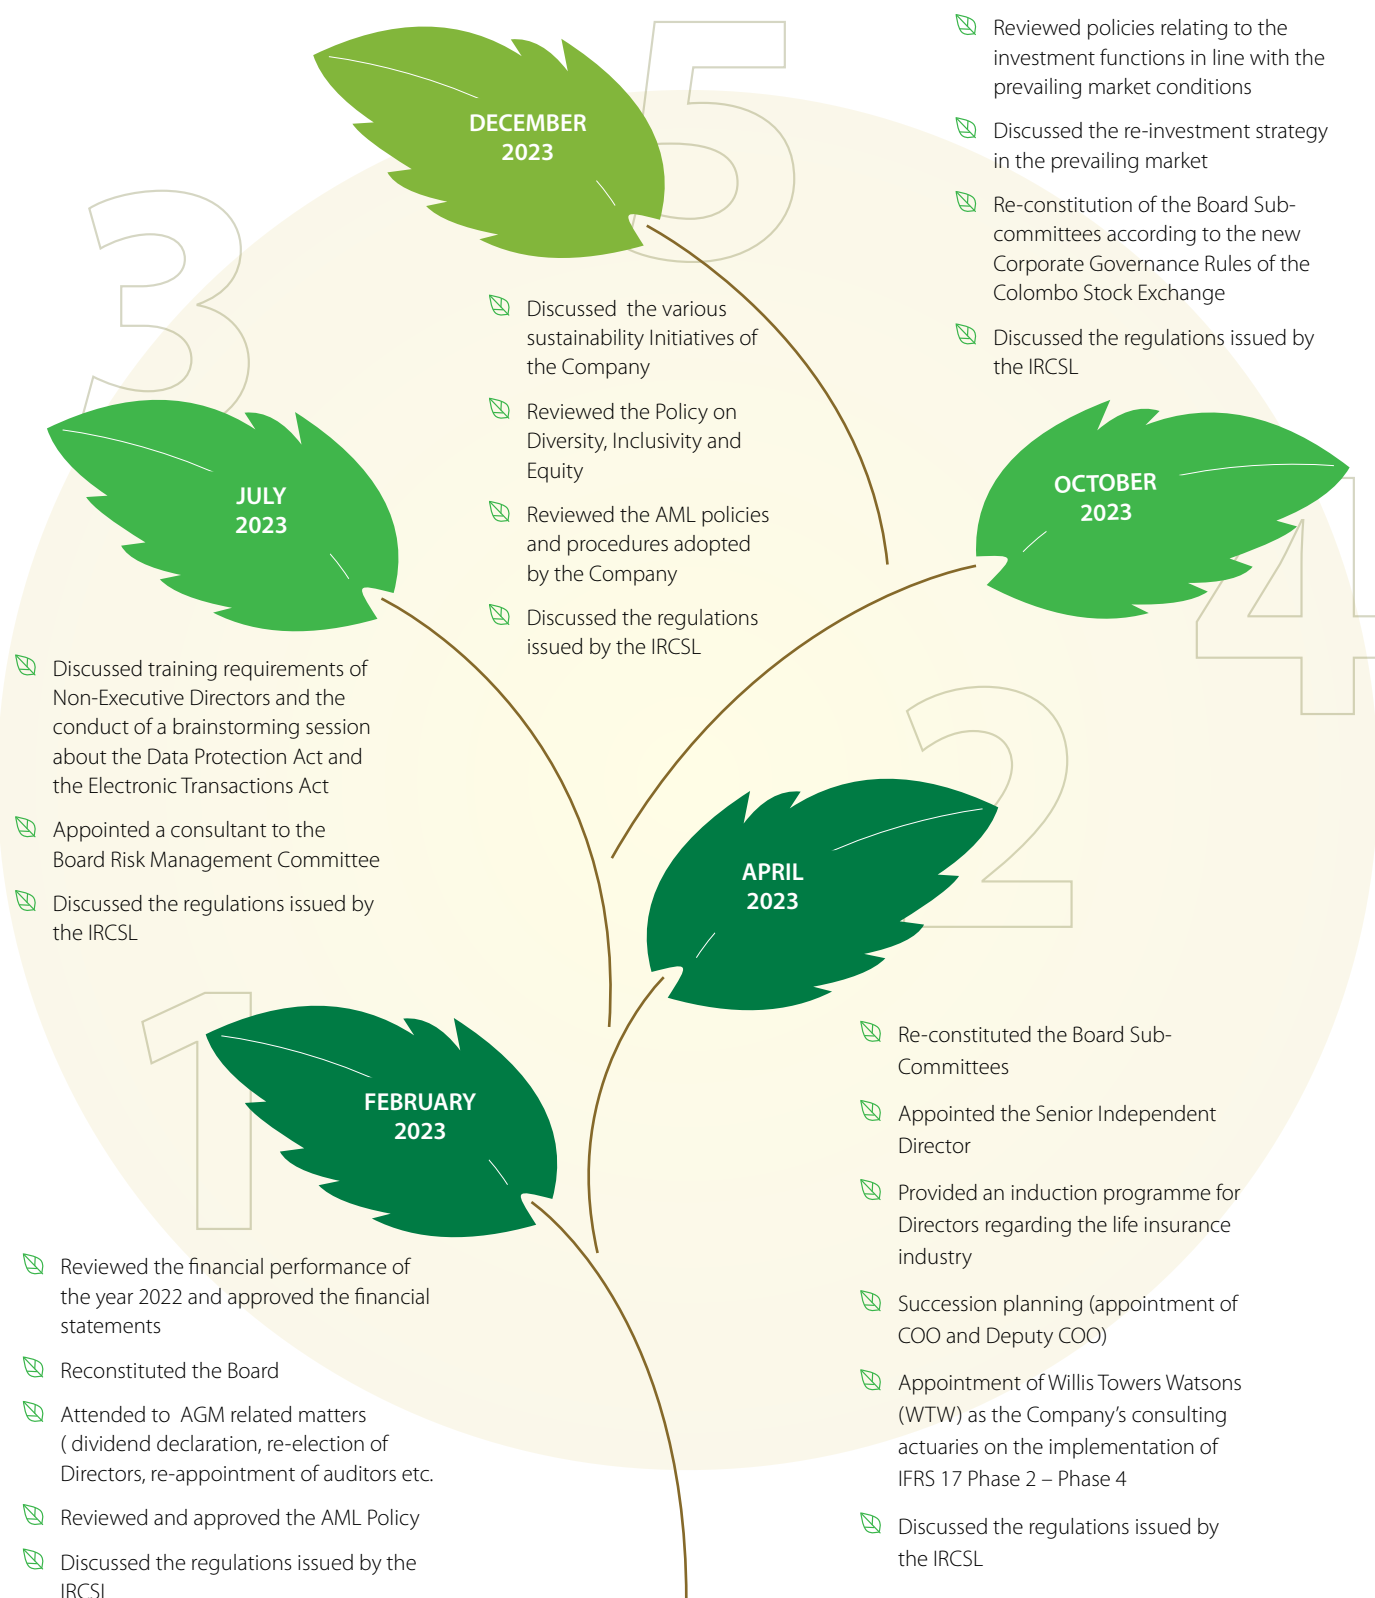 1
FEBRUARY
2023
Reviewed the financial performance of
the year 2022 and approved the financial
statements
Reconstituted the Board
Attended to  AGM related matters
( dividend declaration, re-election of
Directors, re-appointment of auditors etc.
Reviewed and approved the AML Policy
Discussed the regulations issued by the
IRCSL
2
APRIL
2023
Re-constituted the Board Sub-
Committees
Appointed the Senior Independent
Director
Provided an induction programme for
Directors regarding the life insurance
industry
Succession planning (appointment of
COO and Deputy COO)
Appointment of Willis Towers Watsons
(WTW) as the Company’s consulting
actuaries on the implementation of
IFRS 17 Phase 2 – Phase 4
Discussed the regulations issued by
the IRCSL
3
JULY
2023
Discussed training requirements of
Non-Executive Directors and the
conduct of a brainstorming session
about the Data Protection Act and
the Electronic Transactions Act
Appointed a consultant to the
Board Risk Management Committee
Discussed the regulations issued by
the IRCSL
4
OCTOBER
2023
Reviewed policies relating to the
investment functions in line with the
prevailing market conditions
Discussed the re-investment strategy
in the prevailing market
Re-constitution of the Board Sub-
committees according to the new
Corporate Governance Rules of the
Colombo Stock Exchange
Discussed the regulations issued by
the IRCSL
5
DECEMBER
2023
Discussed  the various
sustainability Initiatives of
the Company
Reviewed the Policy on
Diversity, Inclusivity and
Equity
Reviewed the AML policies
and procedures adopted
by the Company
Discussed the regulations
issued by the IRCSL